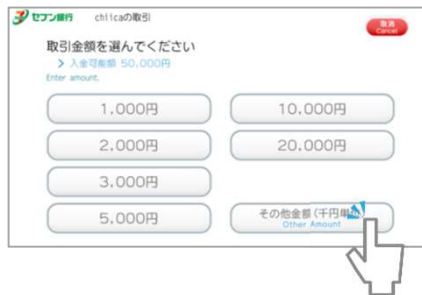 セブン銀行 chiicaの取引
取消
Cancel
取引金額を選んでください
入金可能額 50,000円
Enter amount.
1,000円 10,000円
2,000円 20,000円
3,000円
5,000円 その他金額(千円単
Other Amount